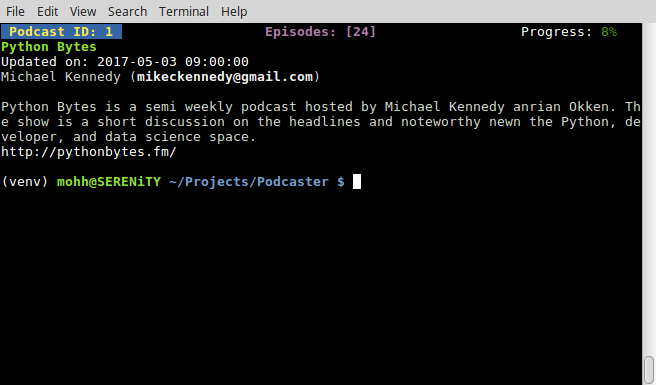 File Edit View Search Terminal Help
Podcast ID: 1 Episodes: [24] Progress: 8%
Python Bytes
Updated on: 2017-05-03 09:00:00
Michael Kennedy (mikeckennedy@gmail.com)
Python Bytes is a semi weekly podcast hosted by Michael Kennedy anrian Okken. Th
e show is a short discussion on the headlines and noteworthy newn the Python, de
veloper, and data science space.
http://pythonbytes.fm/
(venv) mohh@SERENiTY ~/Projects/Podcaster $